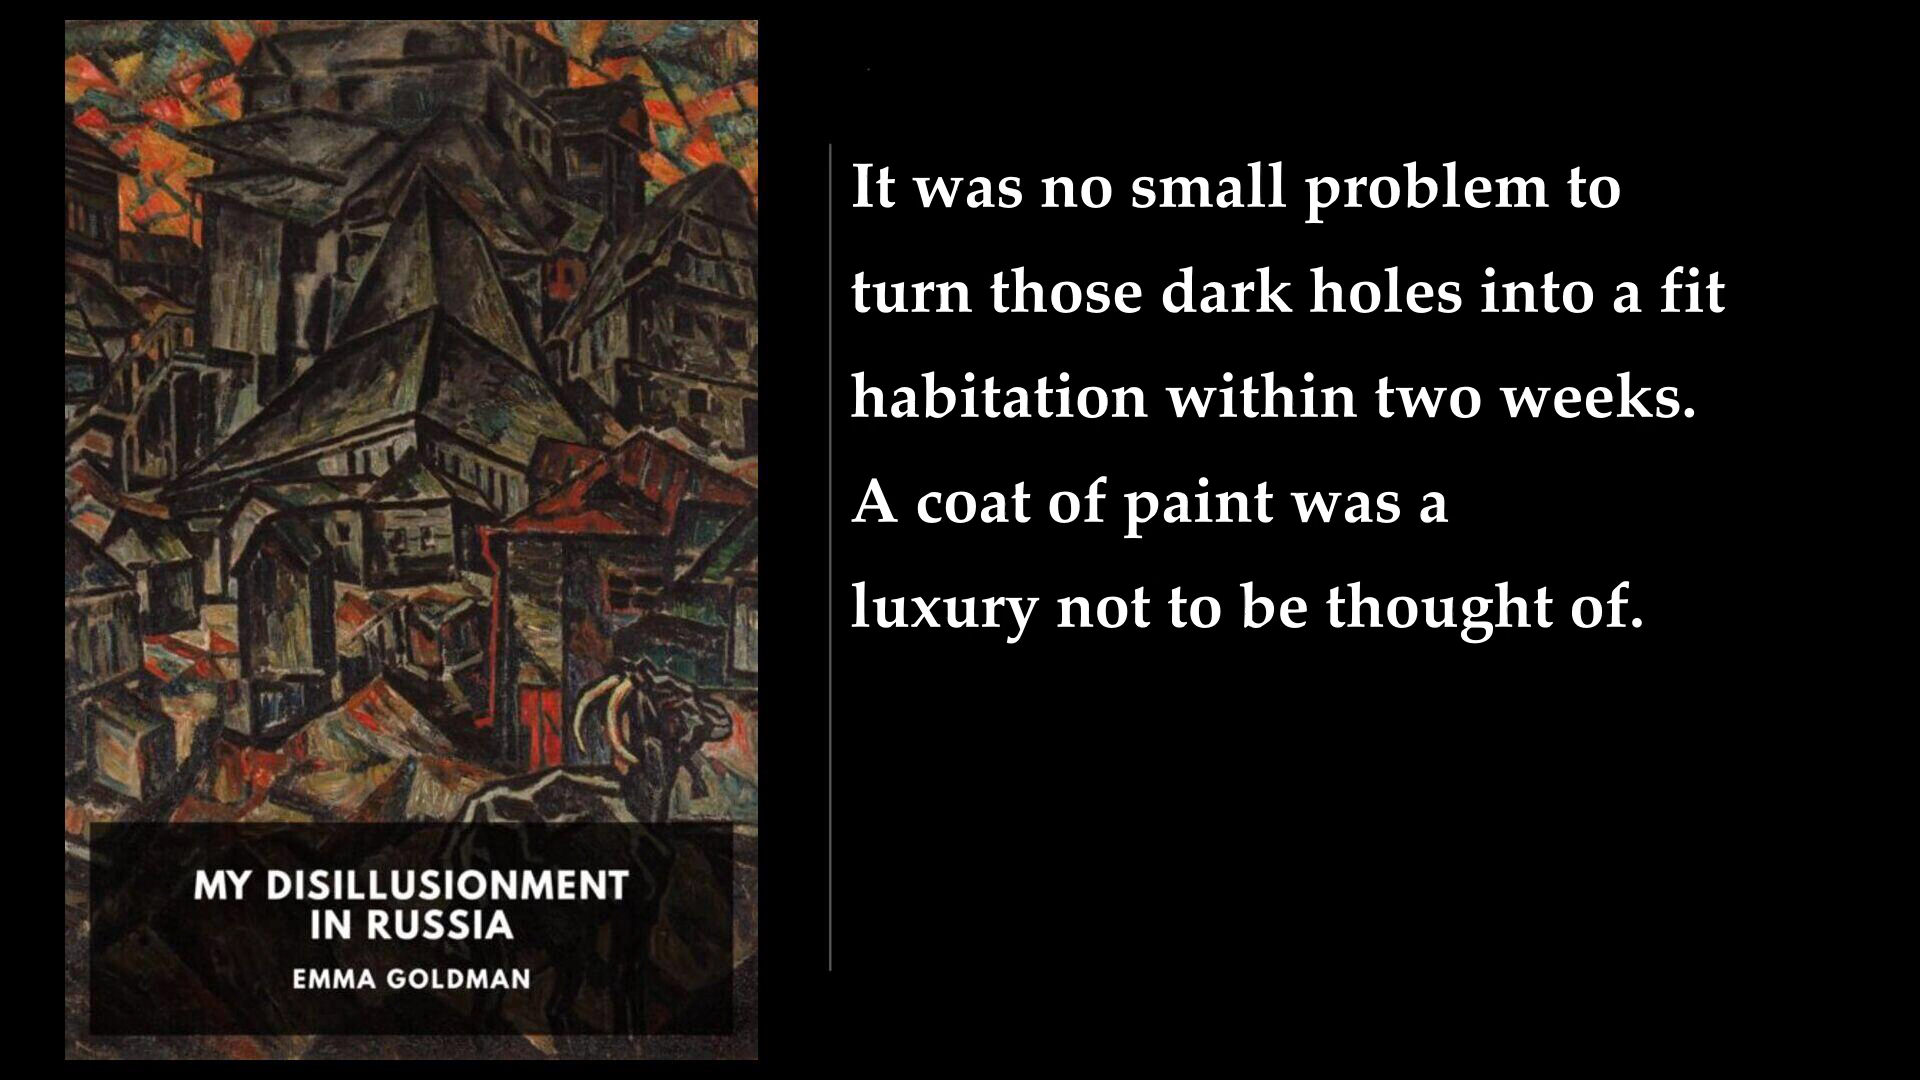 It was no small problem to
turn those dark holes into a fit
habitation within two weeks.
A coat of paint was a
luxury not to be thought of.
MY DISILLUSIONMENT
IN RUSSIA
EMMA GOLDMAN